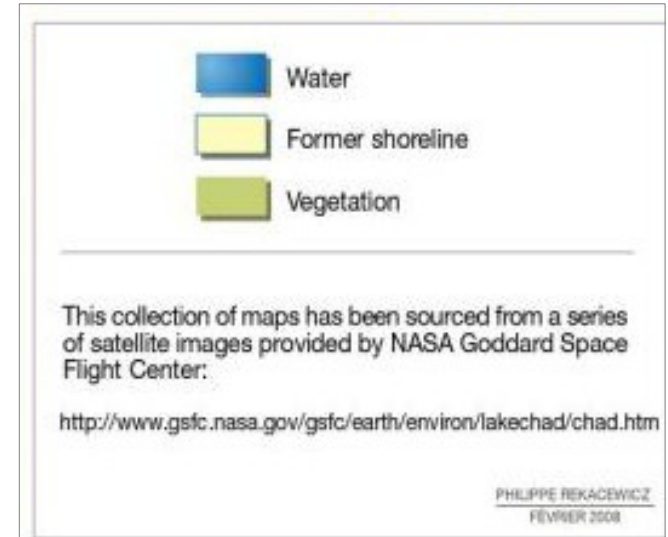 Water
Former shoreline
Vegetation
This collection of maps has been sourced from a series
of satellite images provided by NASA Goddard Space
Flight Center:
http://www.gsfc.nasa.gov/gsfc/earth/environ/lakechad/chad.htm
PHILIPPE REKACEWICZ
FÉVRIER 2008